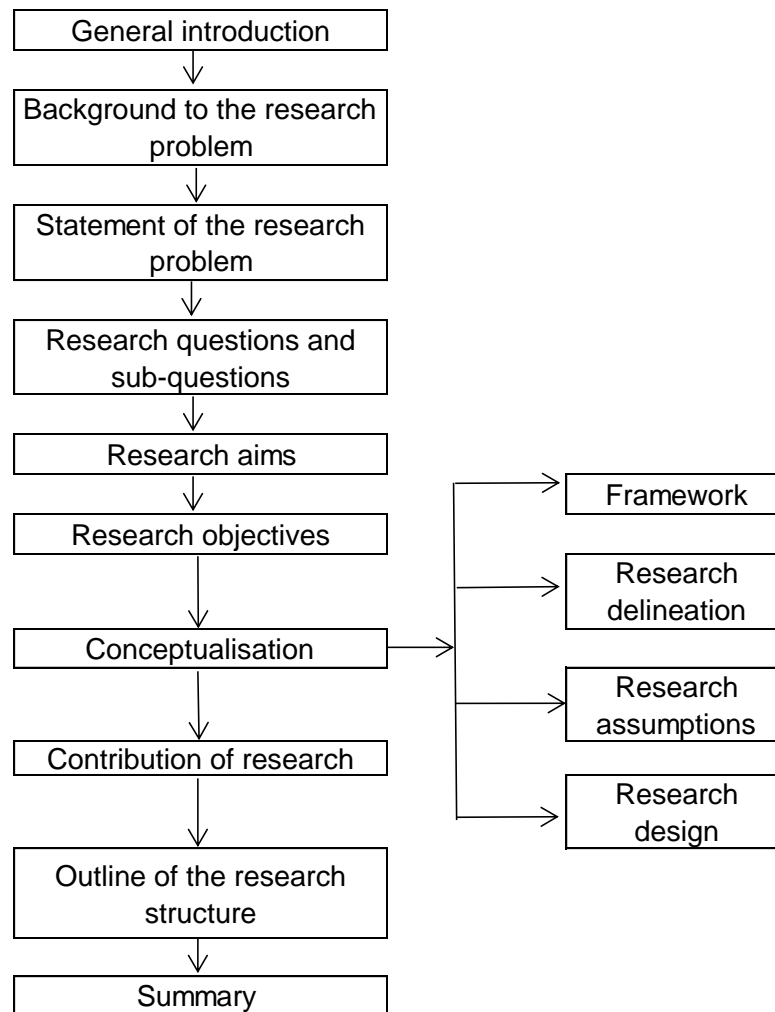 General introduction
Background to the research
problem
Statement of the research
problem
Research questions and
sub-questions
Research aims
Research objectives
Conceptualisation
Contribution of research
Outline of the research
structure
Summary
Framework
Research
delineation
Research
assumptions
Research
design